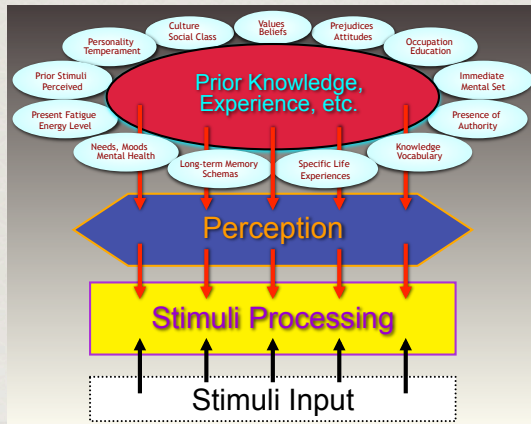 Culture
Social Class
Values
Beliefs
Prejudices
Attitudes
Personality
Temperament
Occupation
Education
Prior Stimuli
Perceived
Prior Knowledge,
Experience, etc.
Immediate
Mental Set
Present Fatigue
Energy Level
Presence of
Authority
Needs, Moods
Mental Health
Long-term Memory
Schemas
Specific Life
Experiences
Knowledge
Vocabulary
Perception
Stimuli Processing
Stimuli Input